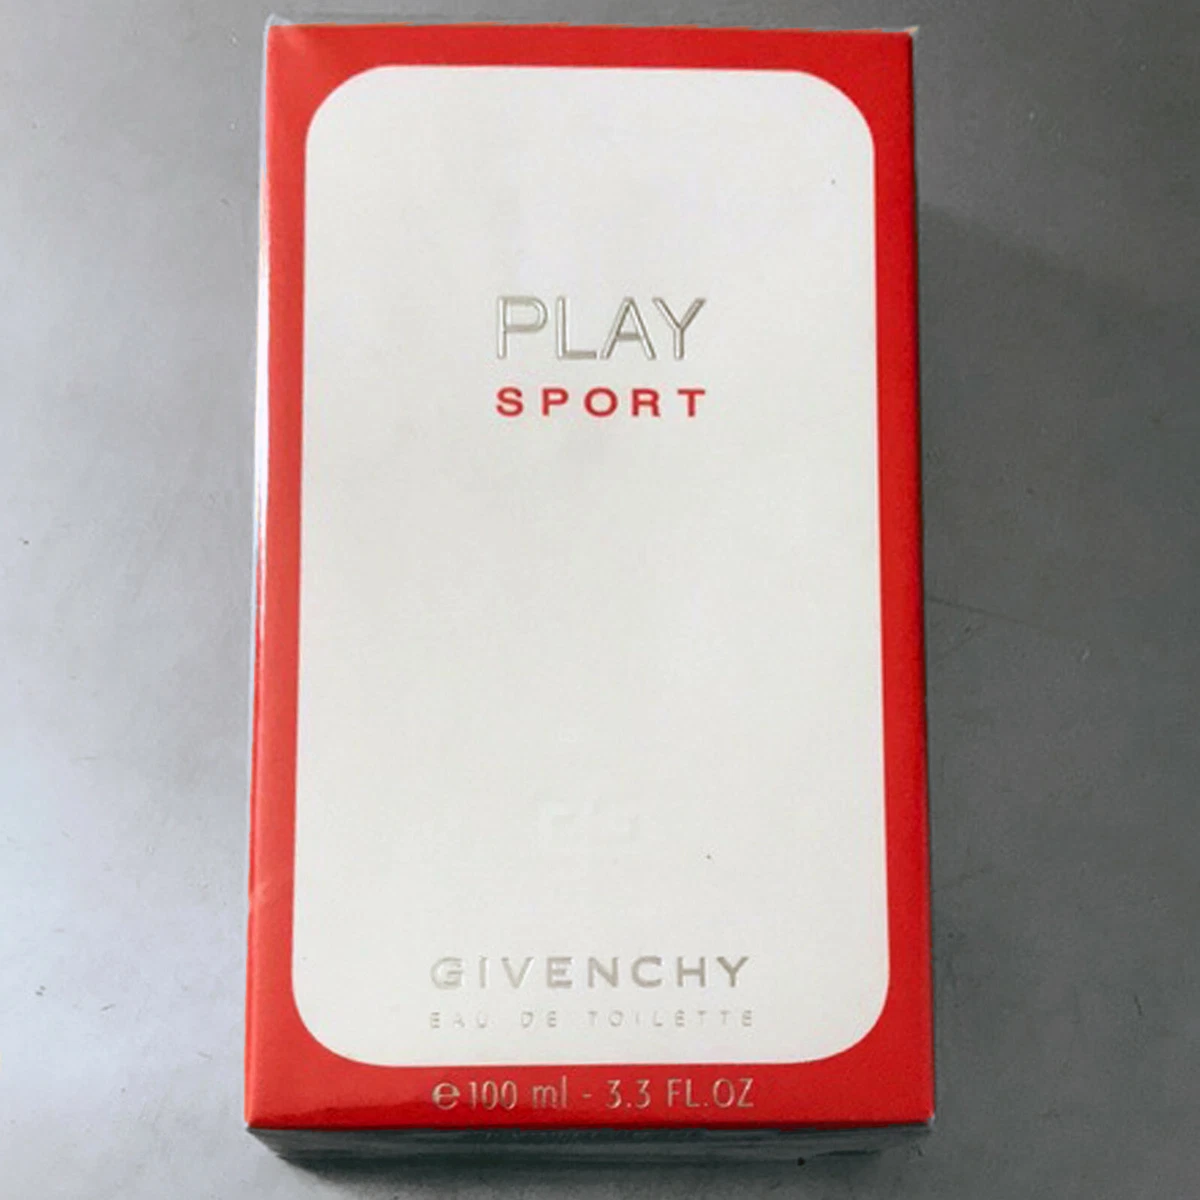 PLAY
SPORT
GIVENCHY
EAU DE TOILETTE
℮100 ml - 3.3 FL.OZ